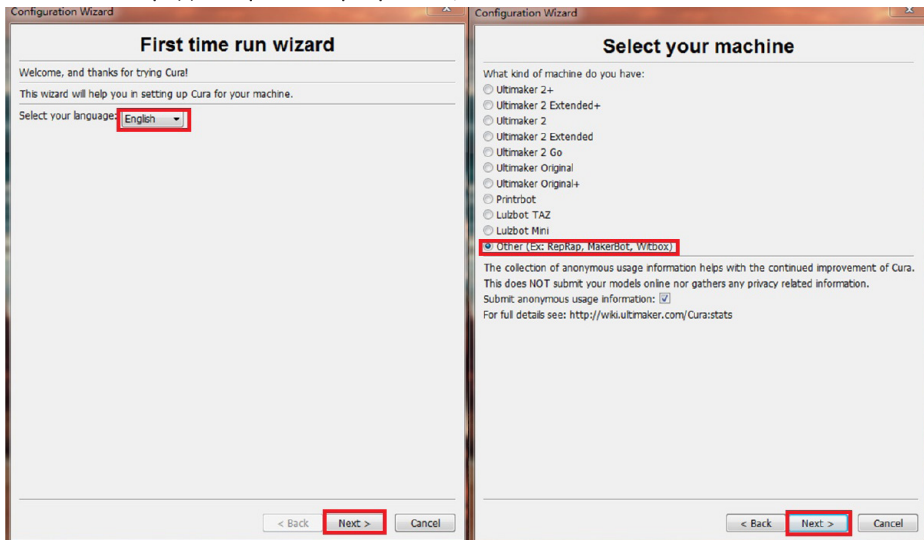 Configuration Wizard
First time run wizard
Welcome, and thanks for trying Cura!
This wizard will help you in setting up Cura for your machine.
Select your language: English
< Back Next > Cancel
Configuration Wizard
Select your machine
What kind of machine do you have:
Ultimaker 2+
Ultimaker 2 Extended+
Ultimaker 2
Ultimaker 2 Extended
Ultimaker 2 Go
Ultimaker Original
Ultimaker Original+
Printrbot
Lulzbot TAZ
Lulzbot Mini
Other (Ex: RepRap, MakerBot, Witbox)
The collection of anonymous usage information helps with the continued improvement of Cura.
This does NOT submit your models online nor gathers any privacy related information.
Submit anonymous usage information:
For full details see: http://wiki.ultimaker.com/Cura:stats
< Back Next > Cancel